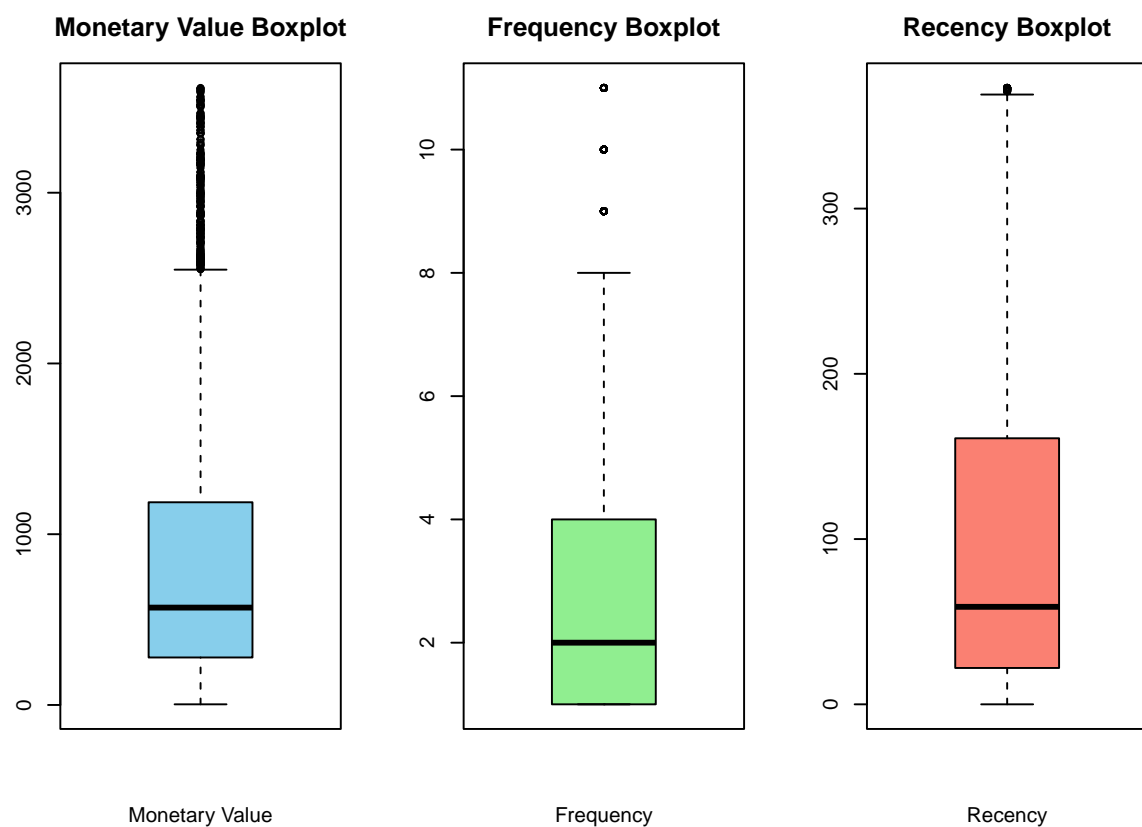 Monetary Value Boxplot
0
1000
2000
3000
Monetary Value
Frequency Boxplot
2
4
6
8
10
Frequency
Recency Boxplot
0
100
200
300
Recency